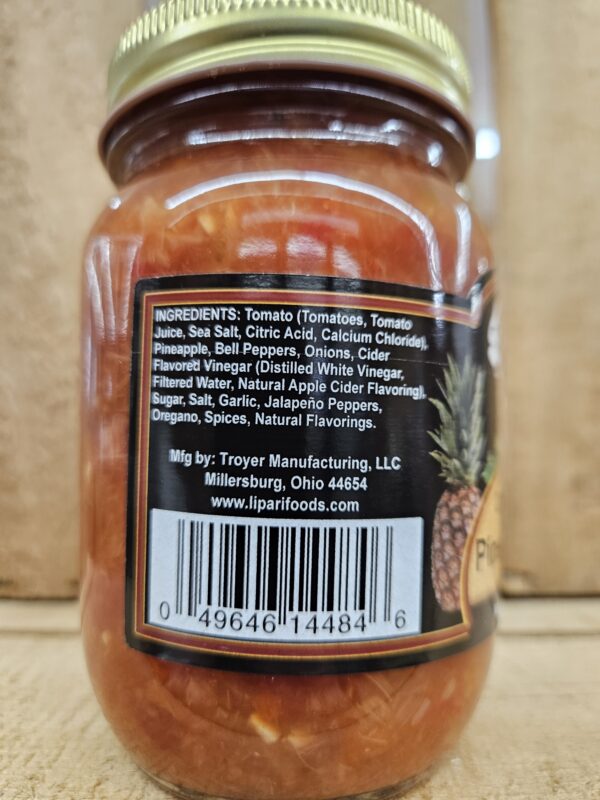 INGREDIENTS: Tomato (Tomatoes, Tomato
Juice, Sea Salt, Citric Acid, Calcium Chloride),
Pineapple, Bell Peppers, Onions, Cider
Flavored Vinegar (Distilled White Vinegar,
Filtered Water, Natural Apple Cider Flavoring),
Sugar, Salt, Garlic, Jalapeño Peppers,
Oregano, Spices, Natural Flavorings.
Mfg by: Troyer Manufacturing, LLC
Millersburg, Ohio 44654
www.liparifoods.com
0 49646 14484 6